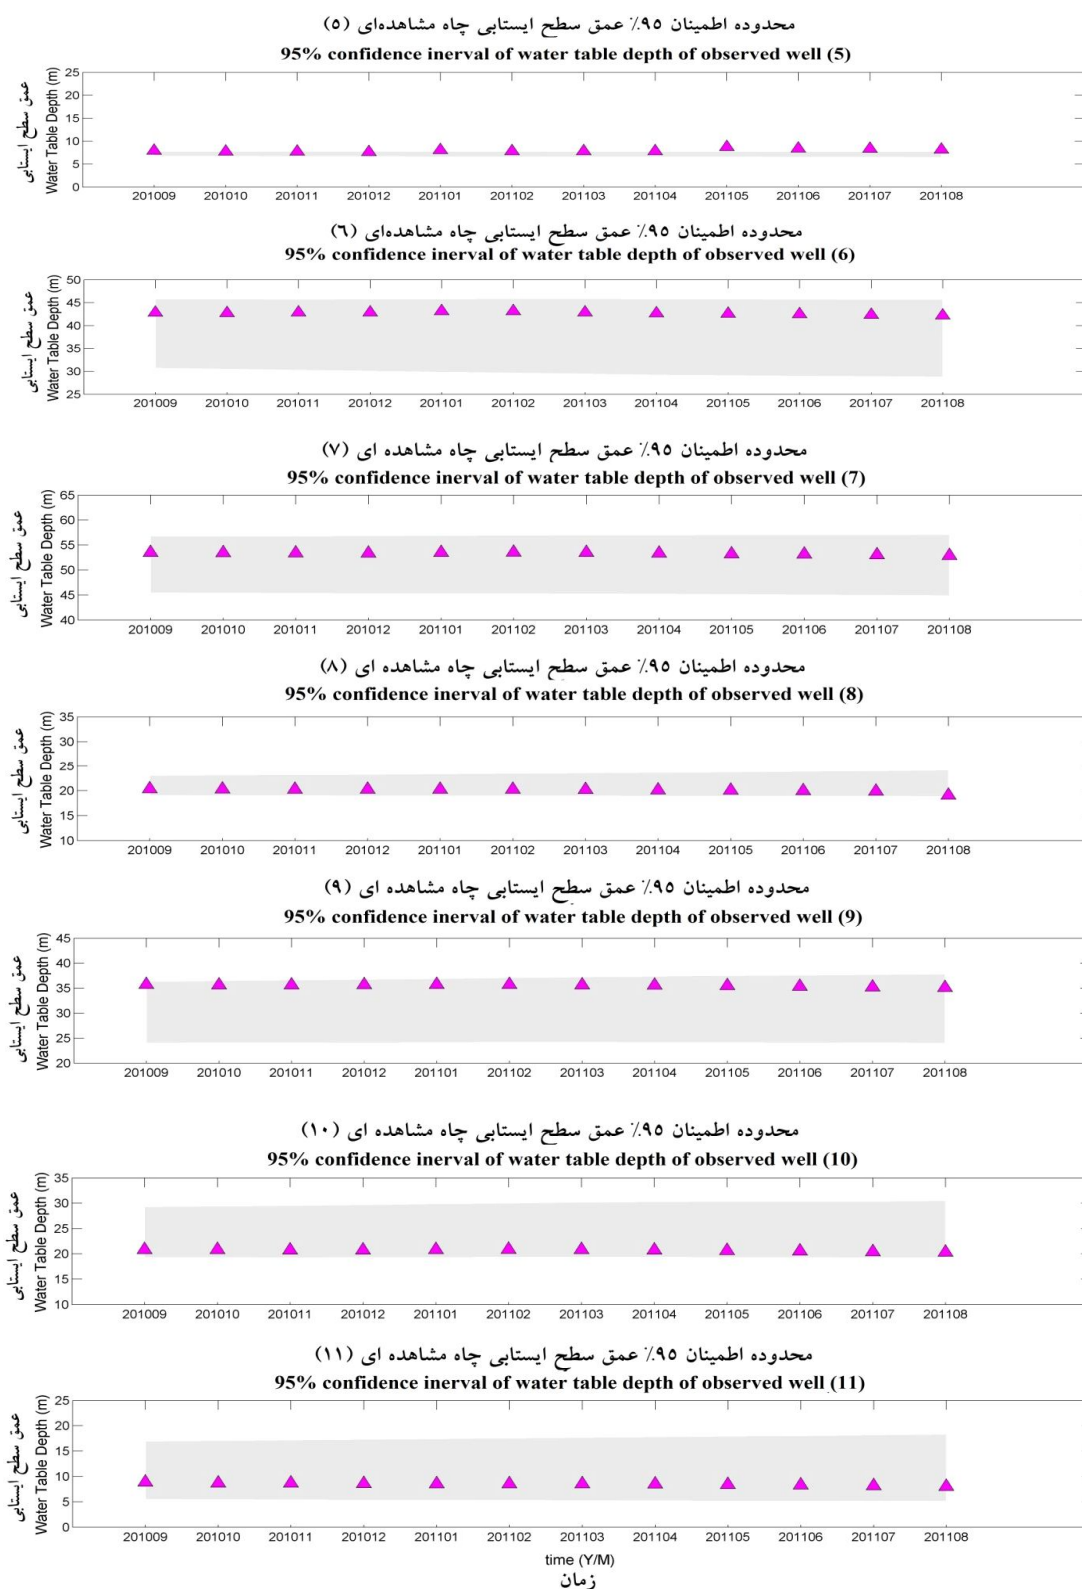 محدوده اطمینان ۹۵٪ عمق سطح ایستابی چاه مشاهده‌ای (۵)
95% confidence inerval of water table depth of observed well (5)
عمق سطح ایستابی
Water Table Depth (m)
25
20
15
10
5
0
201009 201010 201011 201012 201101 201102 201103 201104 201105 201106 201107 201108
محدوده اطمینان ۹۵٪ عمق سطح ایستابی چاه مشاهده‌ای (۶)
95% confidence inerval of water table depth of observed well (6)
عمق سطح ایستابی
Water Table Depth (m)
50
45
40
35
30
25
201009 201010 201011 201012 201101 201102 201103 201104 201105 201106 201107 201108
محدوده اطمینان ۹۵٪ عمق سطح ایستابی چاه مشاهده ای (۷)
95% confidence inerval of water table depth of observed well (7)
عمق سطح ایستابی
Water Table Depth (m)
65
60
55
50
45
40
201009 201010 201011 201012 201101 201102 201103 201104 201105 201106 201107 201108
محدوده اطمینان ۹۵٪ عمق سطح ایستابی چاه مشاهده ای (۸)
95% confidence inerval of water table depth of observed well (8)
عمق سطح ایستابی
Water Table Depth (m)
35
30
25
20
15
10
201009 201010 201011 201012 201101 201102 201103 201104 201105 201106 201107 201108
محدوده اطمینان ۹۵٪ عمق سطح ایستابی چاه مشاهده ای (۹)
95% confidence inerval of water table depth of observed well (9)
عمق سطح ایستابی
Water Table Depth (m)
45
40
35
30
25
20
201009 201010 201011 201012 201101 201102 201103 201104 201105 201106 201107 201108
محدوده اطمینان ۹۵٪ عمق سطح ایستابی چاه مشاهده ای (۱۰)
95% confidence inerval of water table depth of observed well (10)
عمق سطح ایستابی
Water Table Depth (m)
35
30
25
20
15
10
201009 201010 201011 201012 201101 201102 201103 201104 201105 201106 201107 201108
محدوده اطمینان ۹۵٪ عمق سطح ایستابی چاه مشاهده ای (۱۱)
95% confidence inerval of water table depth of observed well (11)
عمق سطح ایستابی
Water Table Depth (m)
25
20
15
10
5
0
201009 201010 201011 201012 201101 201102 201103 201104 201105 201106 201107 201108
time (Y/M)
زمان